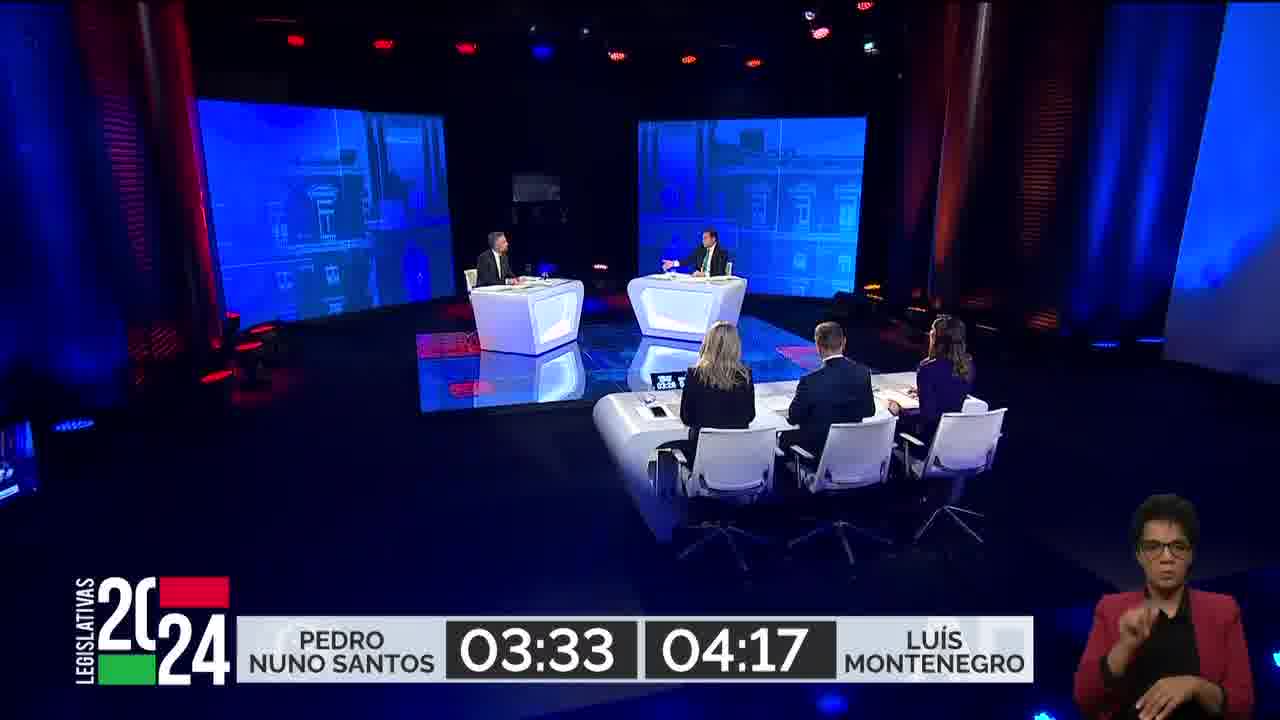 LEGISLATIVAS
2024
PEDRO
NUNO SANTOS
03:33
04:17
LUÍS
MONTENEGRO